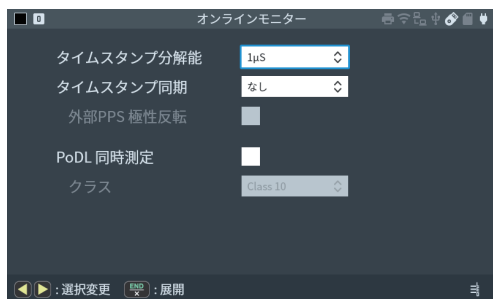 0 オンラインモニター
タイムスタンプ分解能 1μS
タイムスタンプ同期 なし
外部PPS 極性反転
PoDL 同時測定
クラス Class 10
:選択変更 END × :展開